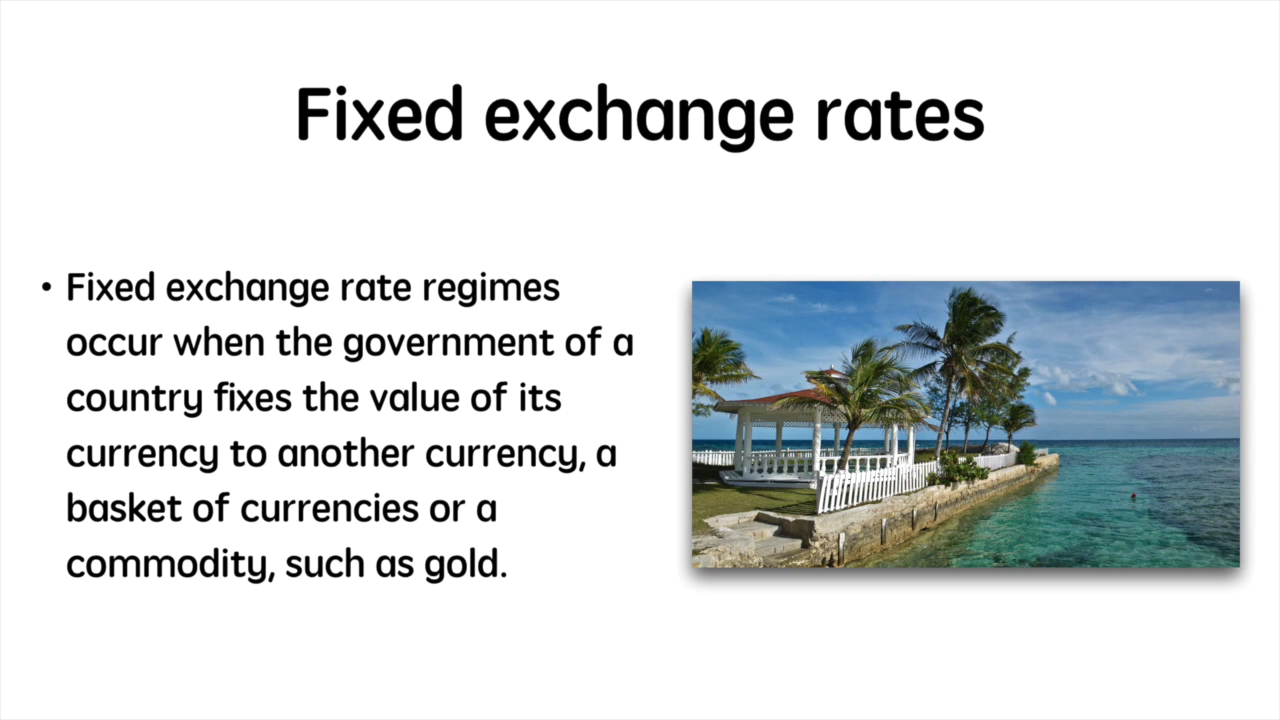 Fixed exchange rates
• Fixed exchange rate regimes
occur when the government of a
country fixes the value of its
currency to another currency, a
basket of currencies or a
commodity, such as gold.